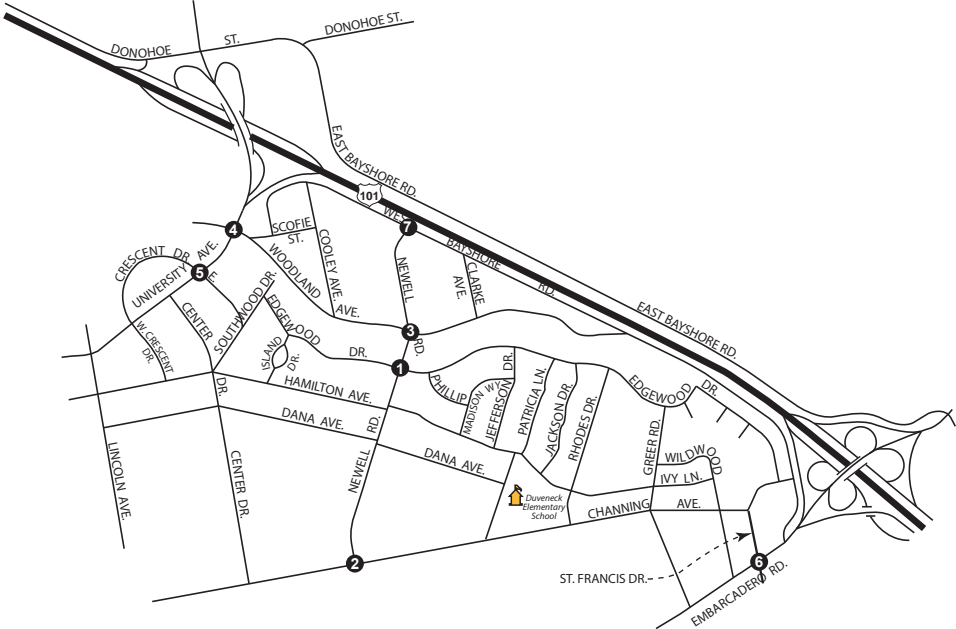 DONOHOE ST.
DONOHOE ST.
EAST BAYSHORE RD.
101
WEST
BAYSHORE
RD.
7
4
SCOFIE
ST.
COOLEY AVE.
WOODLAND
AVE.
CRESCENT DR.
UNIVERSITY AVE.
5
E.
NEWELL
RD.
CLARKE
AVE.
3
EAST BAYSHORE RD.
W. CRESCENT
DR.
CENTER
DR.
SOUTHWOOD DR.
EDGEWOOD
DR.
ISLAND
DR.
1
PHILLIP
MADISON WY.
JEFFERSON DR.
PATRICIA LN.
JACKSON DR.
RHODES DR.
EDGEWOOD DR.
HAMILTON AVE.
DANA AVE.
DANA AVE.
NEWELL RD.
GREER RD.
WILDWOOD
IVY LN.
CHANNING AVE.
Duveneck
Elementary
School
LINCOLN AVE.
CENTER DR.
2
6
ST. FRANCIS DR.
EMBARCADERO RD.